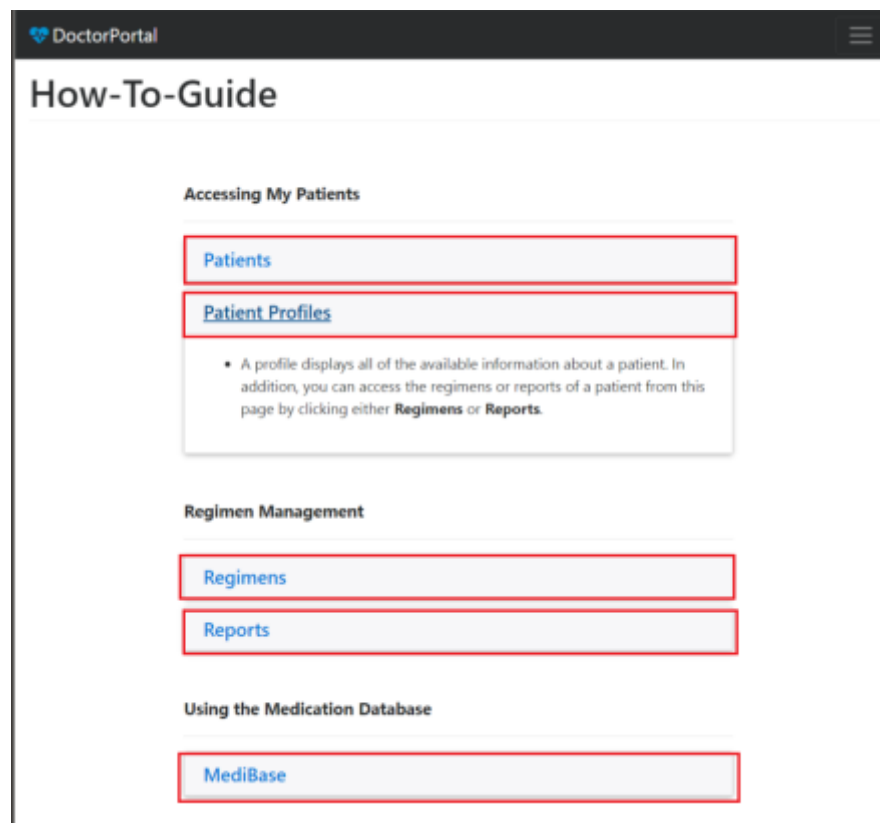 DoctorPortal
How-To-Guide
Accessing My Patients
Patients
Patient Profiles
• A profile displays all of the available information about a patient. In
addition, you can access the regimens or reports of a patient from this
page by clicking either Regimens or Reports.
Regimen Management
Regimens
Reports
Using the Medication Database
MediBase